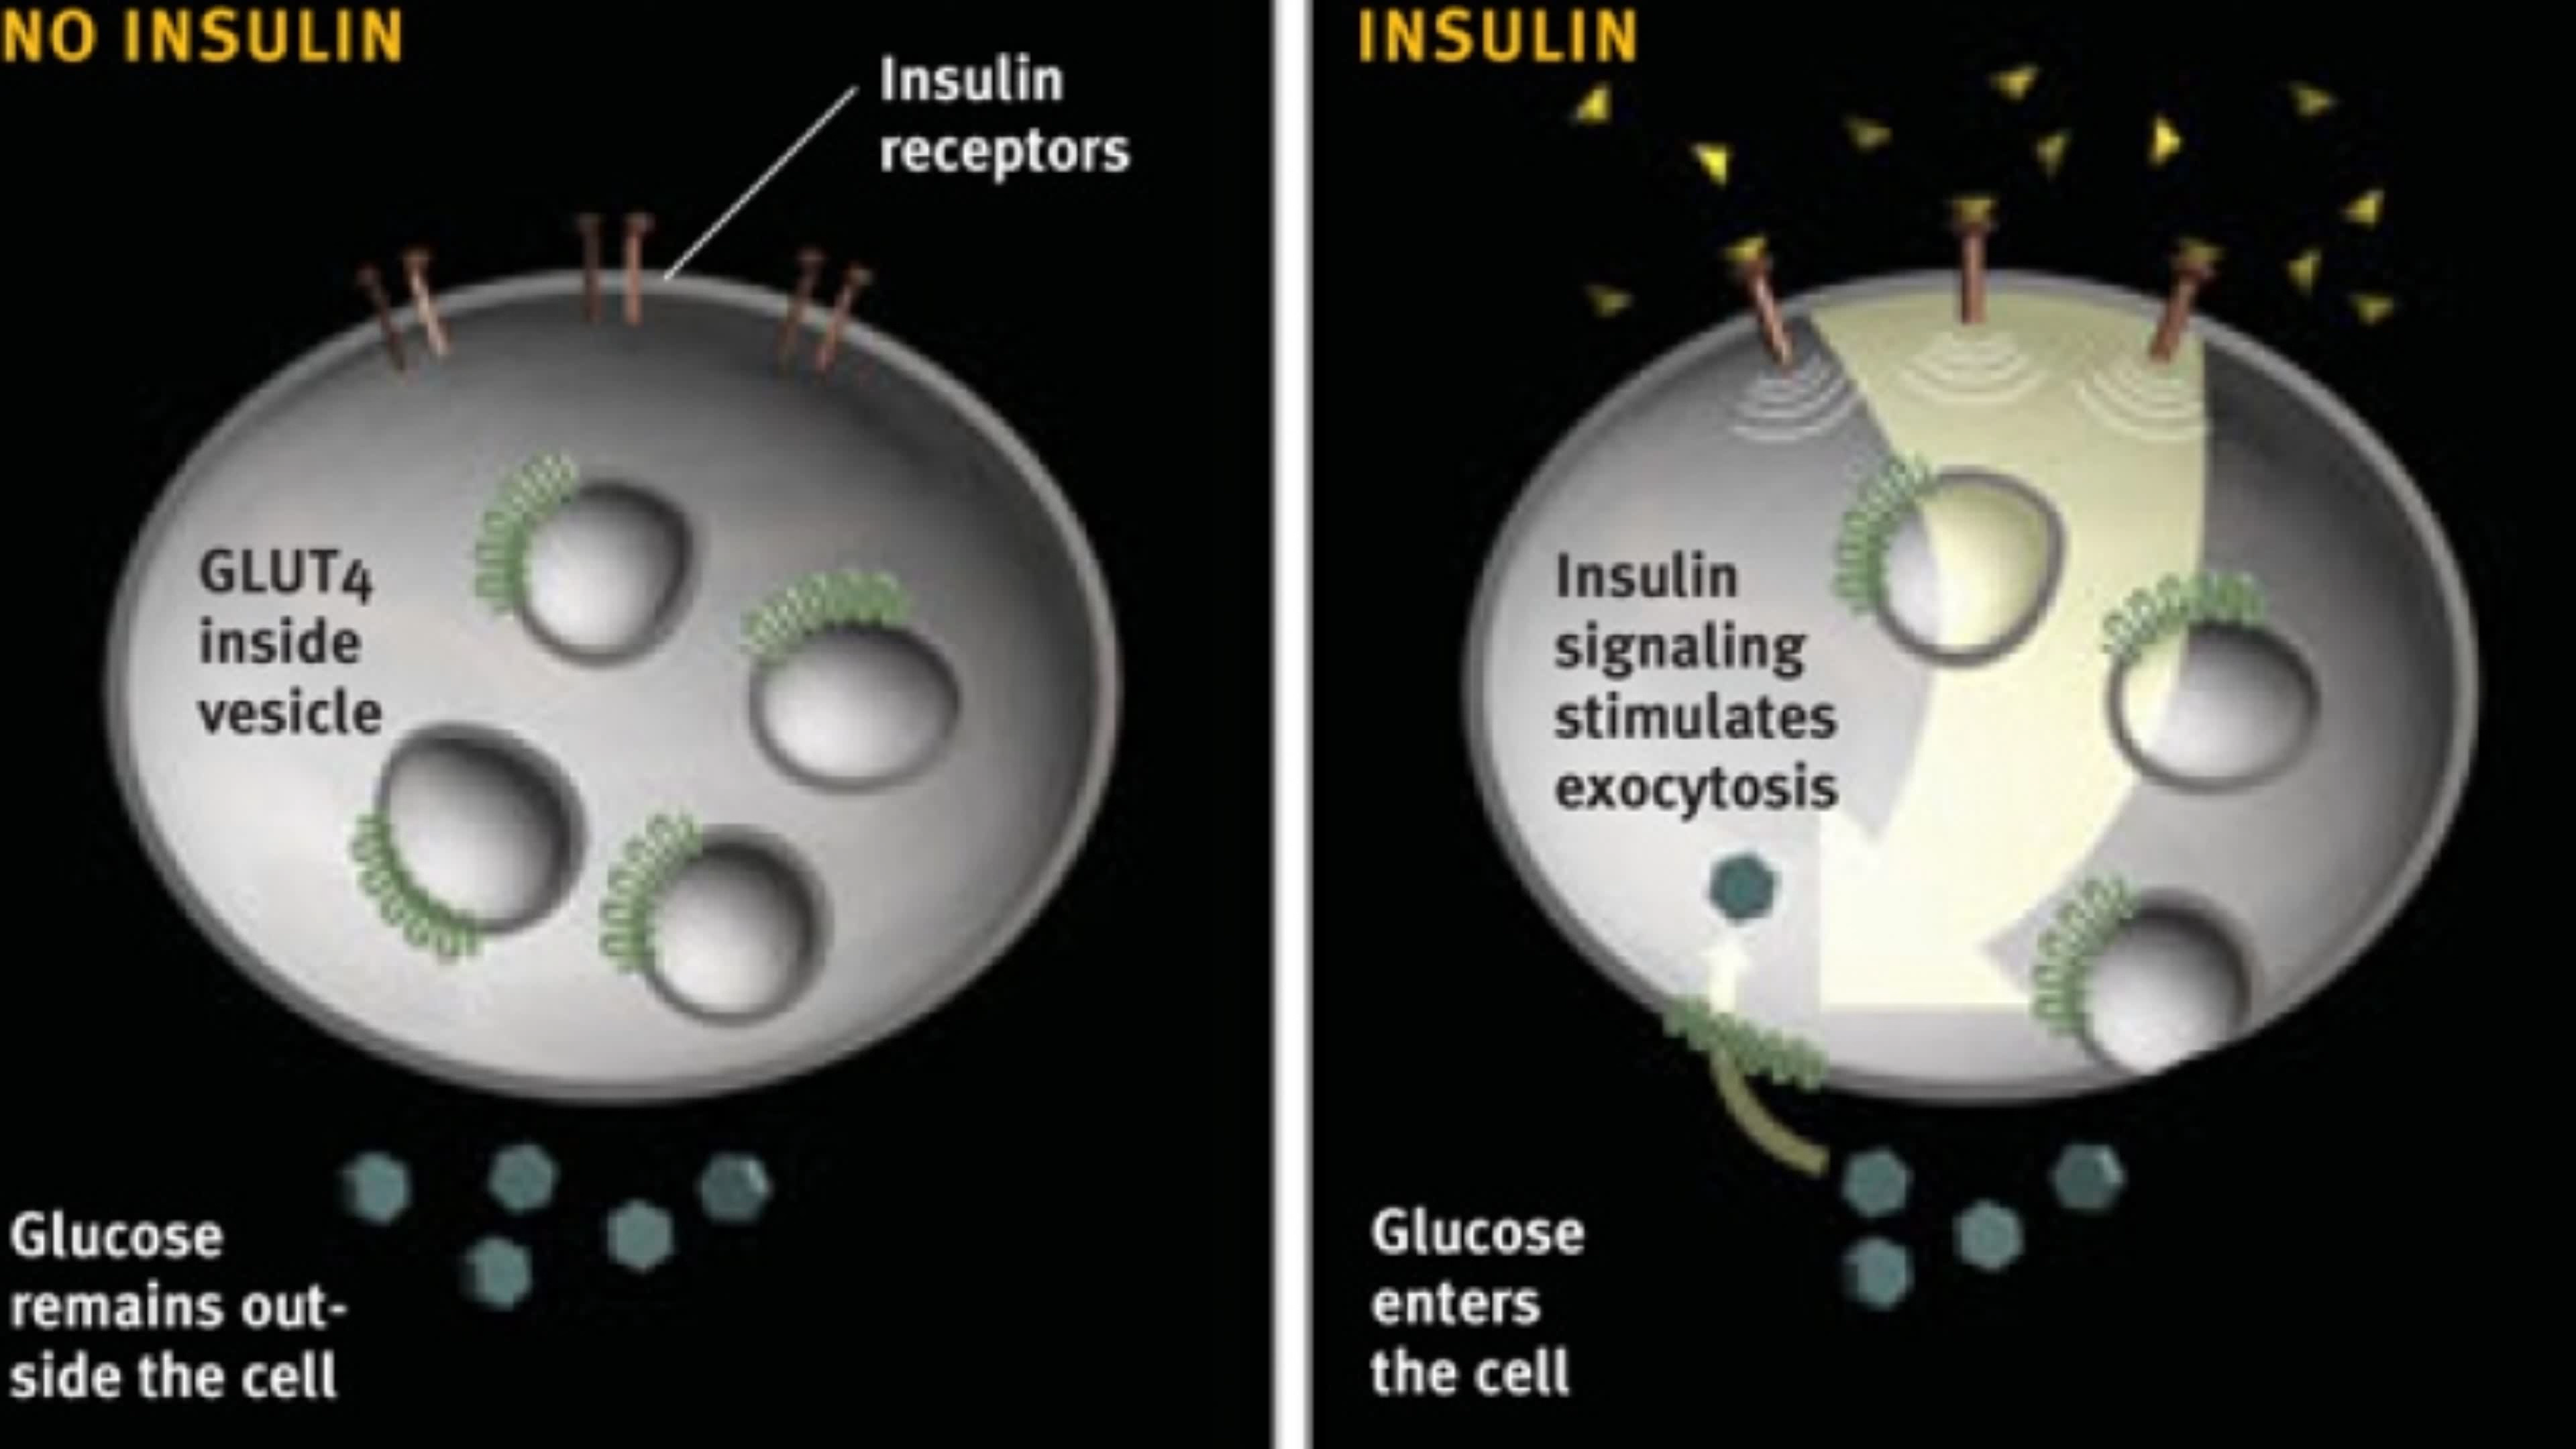 NO INSULIN
Insulin
receptors
GLUT4
inside
vesicle
Glucose
remains out-
side the cell
INSULIN
Insulin
signaling
stimulates
exocytosis
Glucose
enters
the cell